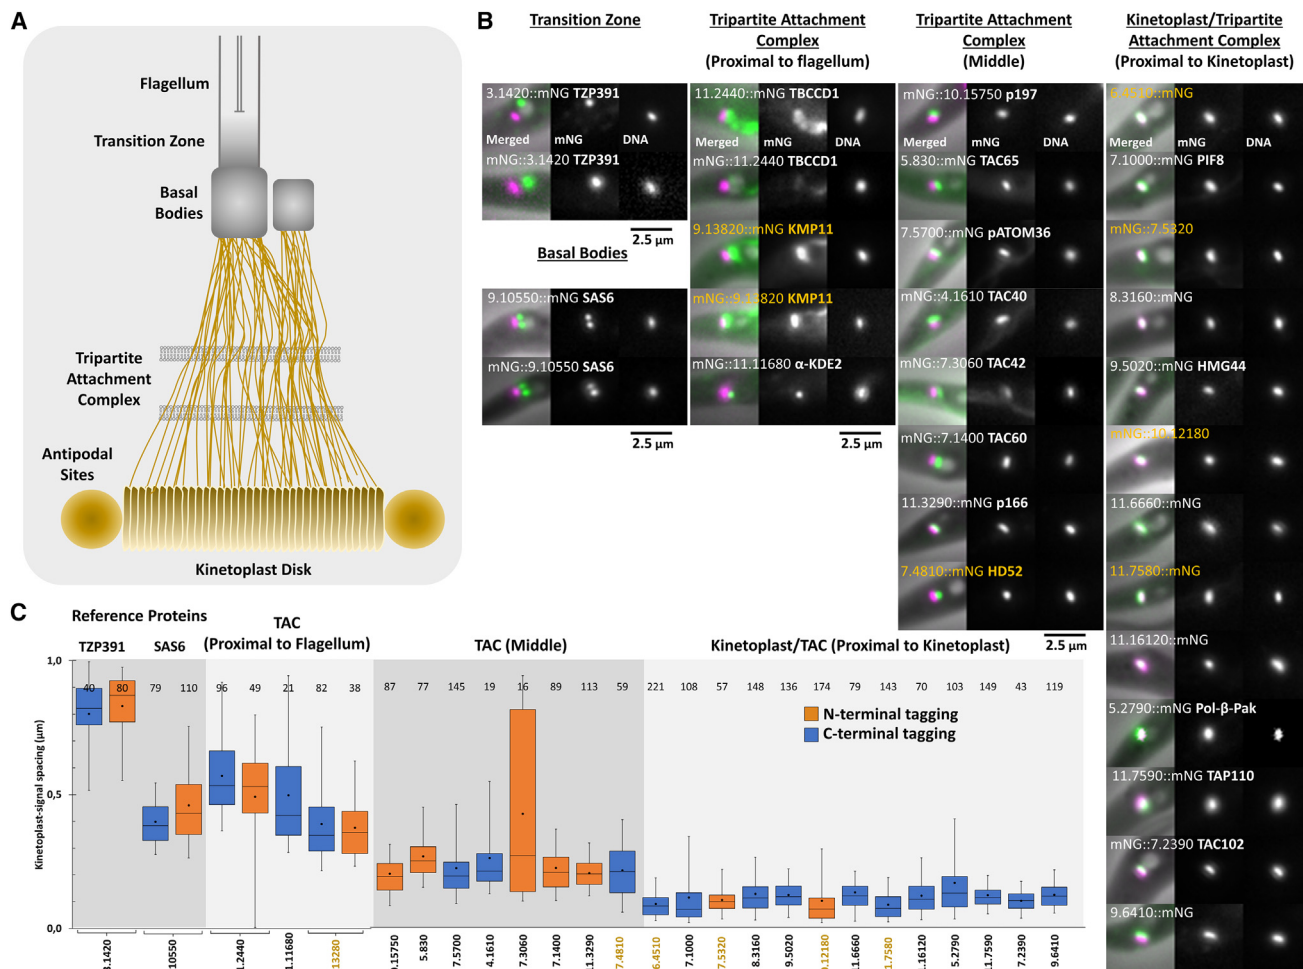 A
Flagellum
Transition Zone
Basal
Bodies
Tripartite
Attachment
Complex
Antipodal
Sites
Kinetoplast Disk
B
Transition Zone
3.1420::mNG TZP391
Merged mNG DNA
mNG::3.1420 TZP391
2.5 µm
Basal Bodies
9.10550::mNG SAS6
mNG::9.10550 SAS6
2.5 µm
Tripartite Attachment
Complex
(Proximal to flagellum)
11.2440::mNG TBCCD1
Merged mNG DNA
mNG::11.2440 TBCCD1
9.13820::mNG KMP11
mNG::9.13820 KMP11
mNG::11.11680 α-KDE2
2.5 µm
Tripartite Attachment
Complex
(Middle)
mNG::10.15750 p197
Merged mNG DNA
5.830::mNG TAC65
7.5700::mNG pATOM36
mNG::4.1610 TAC40
mNG::7.3060 TAC42
mNG::7.1400 TAC60
11.3290::mNG p166
7.4810::mNG HD52
2.5 µm
Kinetoplast/Tripartite
Attachment Complex
(Proximal to Kinetoplast)
Merged mNG DNA
7.1000::mNG PIF8
mNG::7.5320
8.3160::mNG
9.5020::mNG HMG44
mNG::10.12180
11.6660::mNG
11.7580::mNG
11.16120::mNG
5.2790::mNG Pol-β-Pak
11.7590::mNG TAP110
mNG::7.2390 TAC102
9.6410::mNG
C
Reference Proteins
TZP391 SAS6
TAC
(Proximal to Flagellum)
TAC (Middle)
Kinetoplast/TAC (Proximal to Kinetoplast)
Kinetoplast-signal spacing (µm)
1,0
0,5
0,0
40 80 79 110 96 49 21 82 38 87 77 145 19 16 89 113 59 221 108 57 148 136 174 79 143 70 103 149 43 119
N-terminal tagging
C-terminal tagging
3.1420 10550 1.2440 1.11680 13280 0.15750 5.830 7.5700 4.1610 7.3060 7.1400 11.3290 7.4810 6.4510 7.1000 7.5320 8.3160 9.5020 0.12180 11.6660 1.7580 1.16120 5.2790 11.7590 7.2390 9.6410